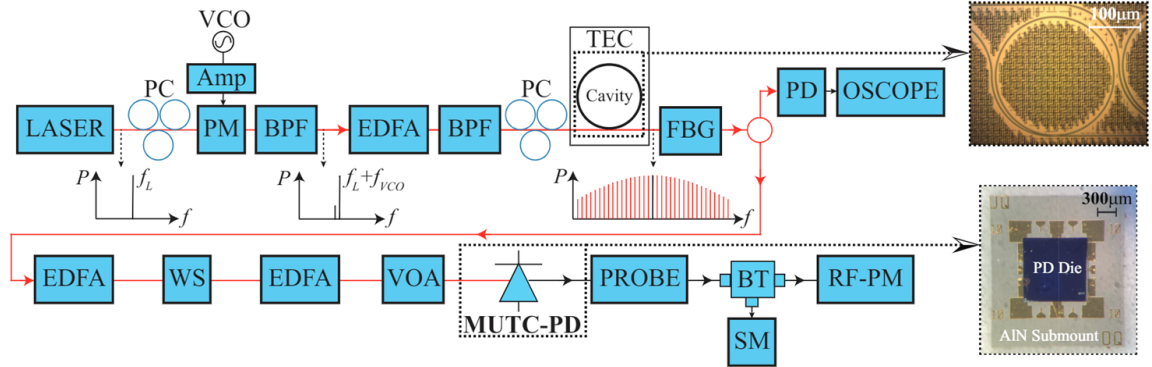 VCO
Amp
PC
LASER
PM
BPF
EDFA
BPF
PC
TEC
Cavity
FBG
PD
OSCOPE
100μm
P
f_L
f
P
f_L+f_VCO
f
P
f
EDFA
WS
EDFA
VOA
MUTC-PD
PROBE
BT
SM
RF-PM
300μm
PD Die
AlN Submount